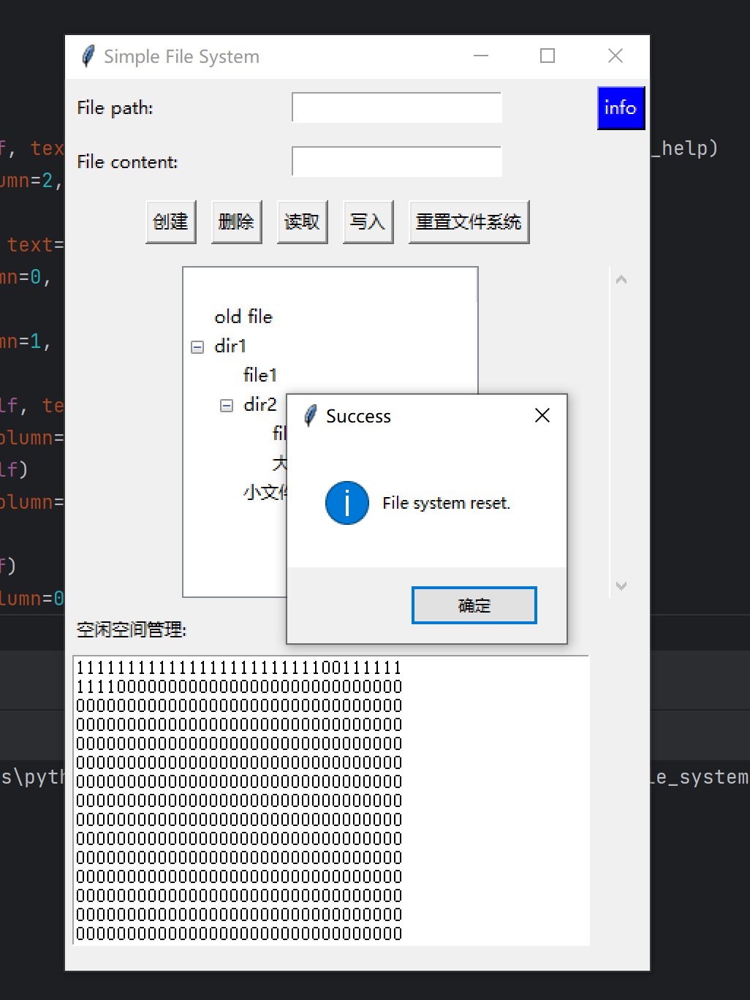 Simple File System
File path:
info
f, tex
_help)
File content:
umn=2,
创建 删除 读取 写入 重置文件系统
text=
mn=0,
old file
mn=1,
dir1
file1
lf, te
dir2
Success
olumn=
fil
lf)
大
小文件
File system reset.
olumn=
f)
lumn=0
确定
空闲空间管理:
11111111111111111111111100111111
11110000000000000000000000000000
00000000000000000000000000000000
00000000000000000000000000000000
00000000000000000000000000000000
00000000000000000000000000000000
00000000000000000000000000000000
00000000000000000000000000000000
00000000000000000000000000000000
00000000000000000000000000000000
00000000000000000000000000000000
00000000000000000000000000000000
00000000000000000000000000000000
00000000000000000000000000000000
00000000000000000000000000000000
s\pyth
le_system